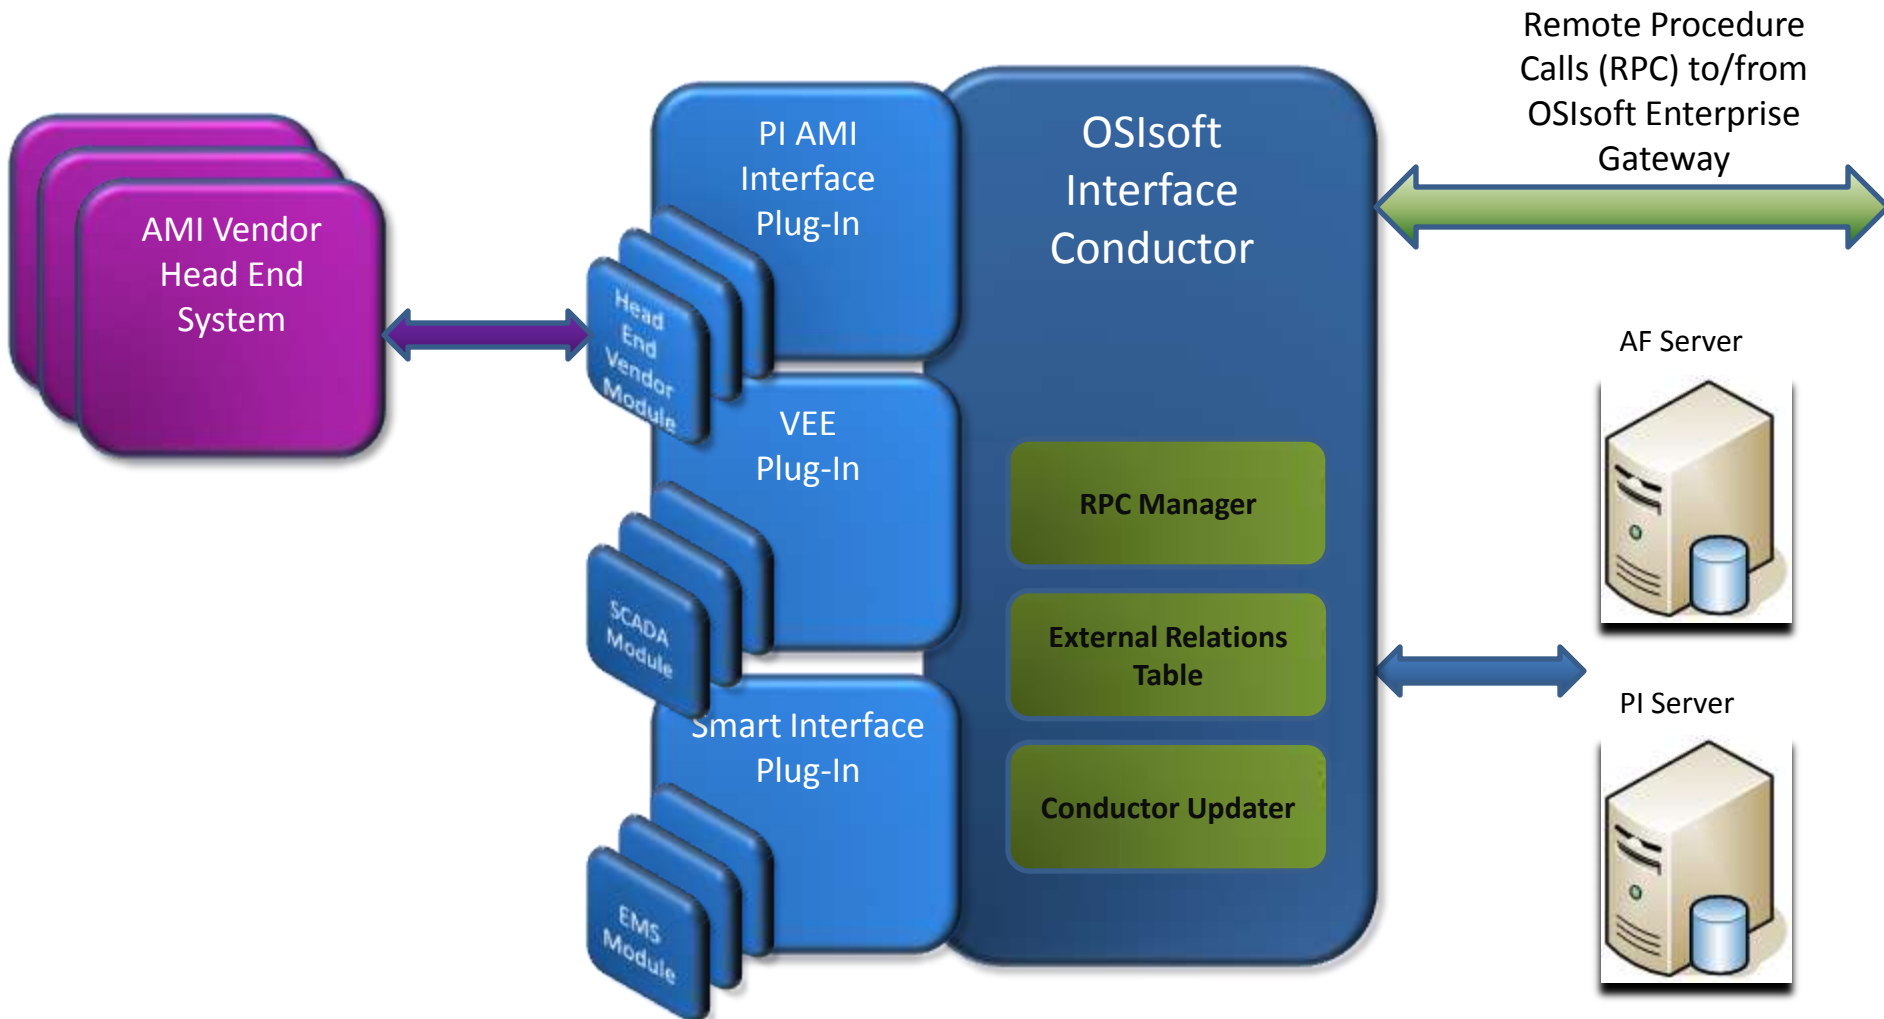 Remote Procedure
Calls (RPC) to/from
OSIsoft Enterprise
Gateway
AMI Vendor
Head End
System
PI AMI
Interface
Plug-In
Head
End
Vendor
Module
OSIsoft
Interface
Conductor
VEE
Plug-In
SCADA
Module
Smart Interface
Plug-In
EMS
Module
RPC Manager
External Relations
Table
Conductor Updater
AF Server
PI Server